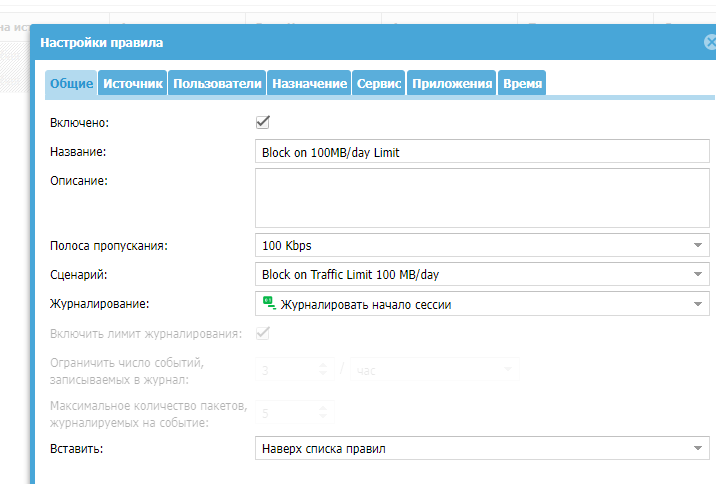 на ис
Настройки правила
Общие Источник Пользователи Назначение Сервис Приложения Время
Включено:
Название: Block on 100MB/day Limit
Описание:
Полоса пропускания: 100 Kbps
Сценарий: Block on Traffic Limit 100 MB/day
Журналирование: Журналировать начало сессии
Включить лимит журналирования:
Ограничить число событий,
записываемых в журнал: 3 / час
Максимальное количество пакетов,
журналируемых на событие: 5
Вставить: Наверх списка правил